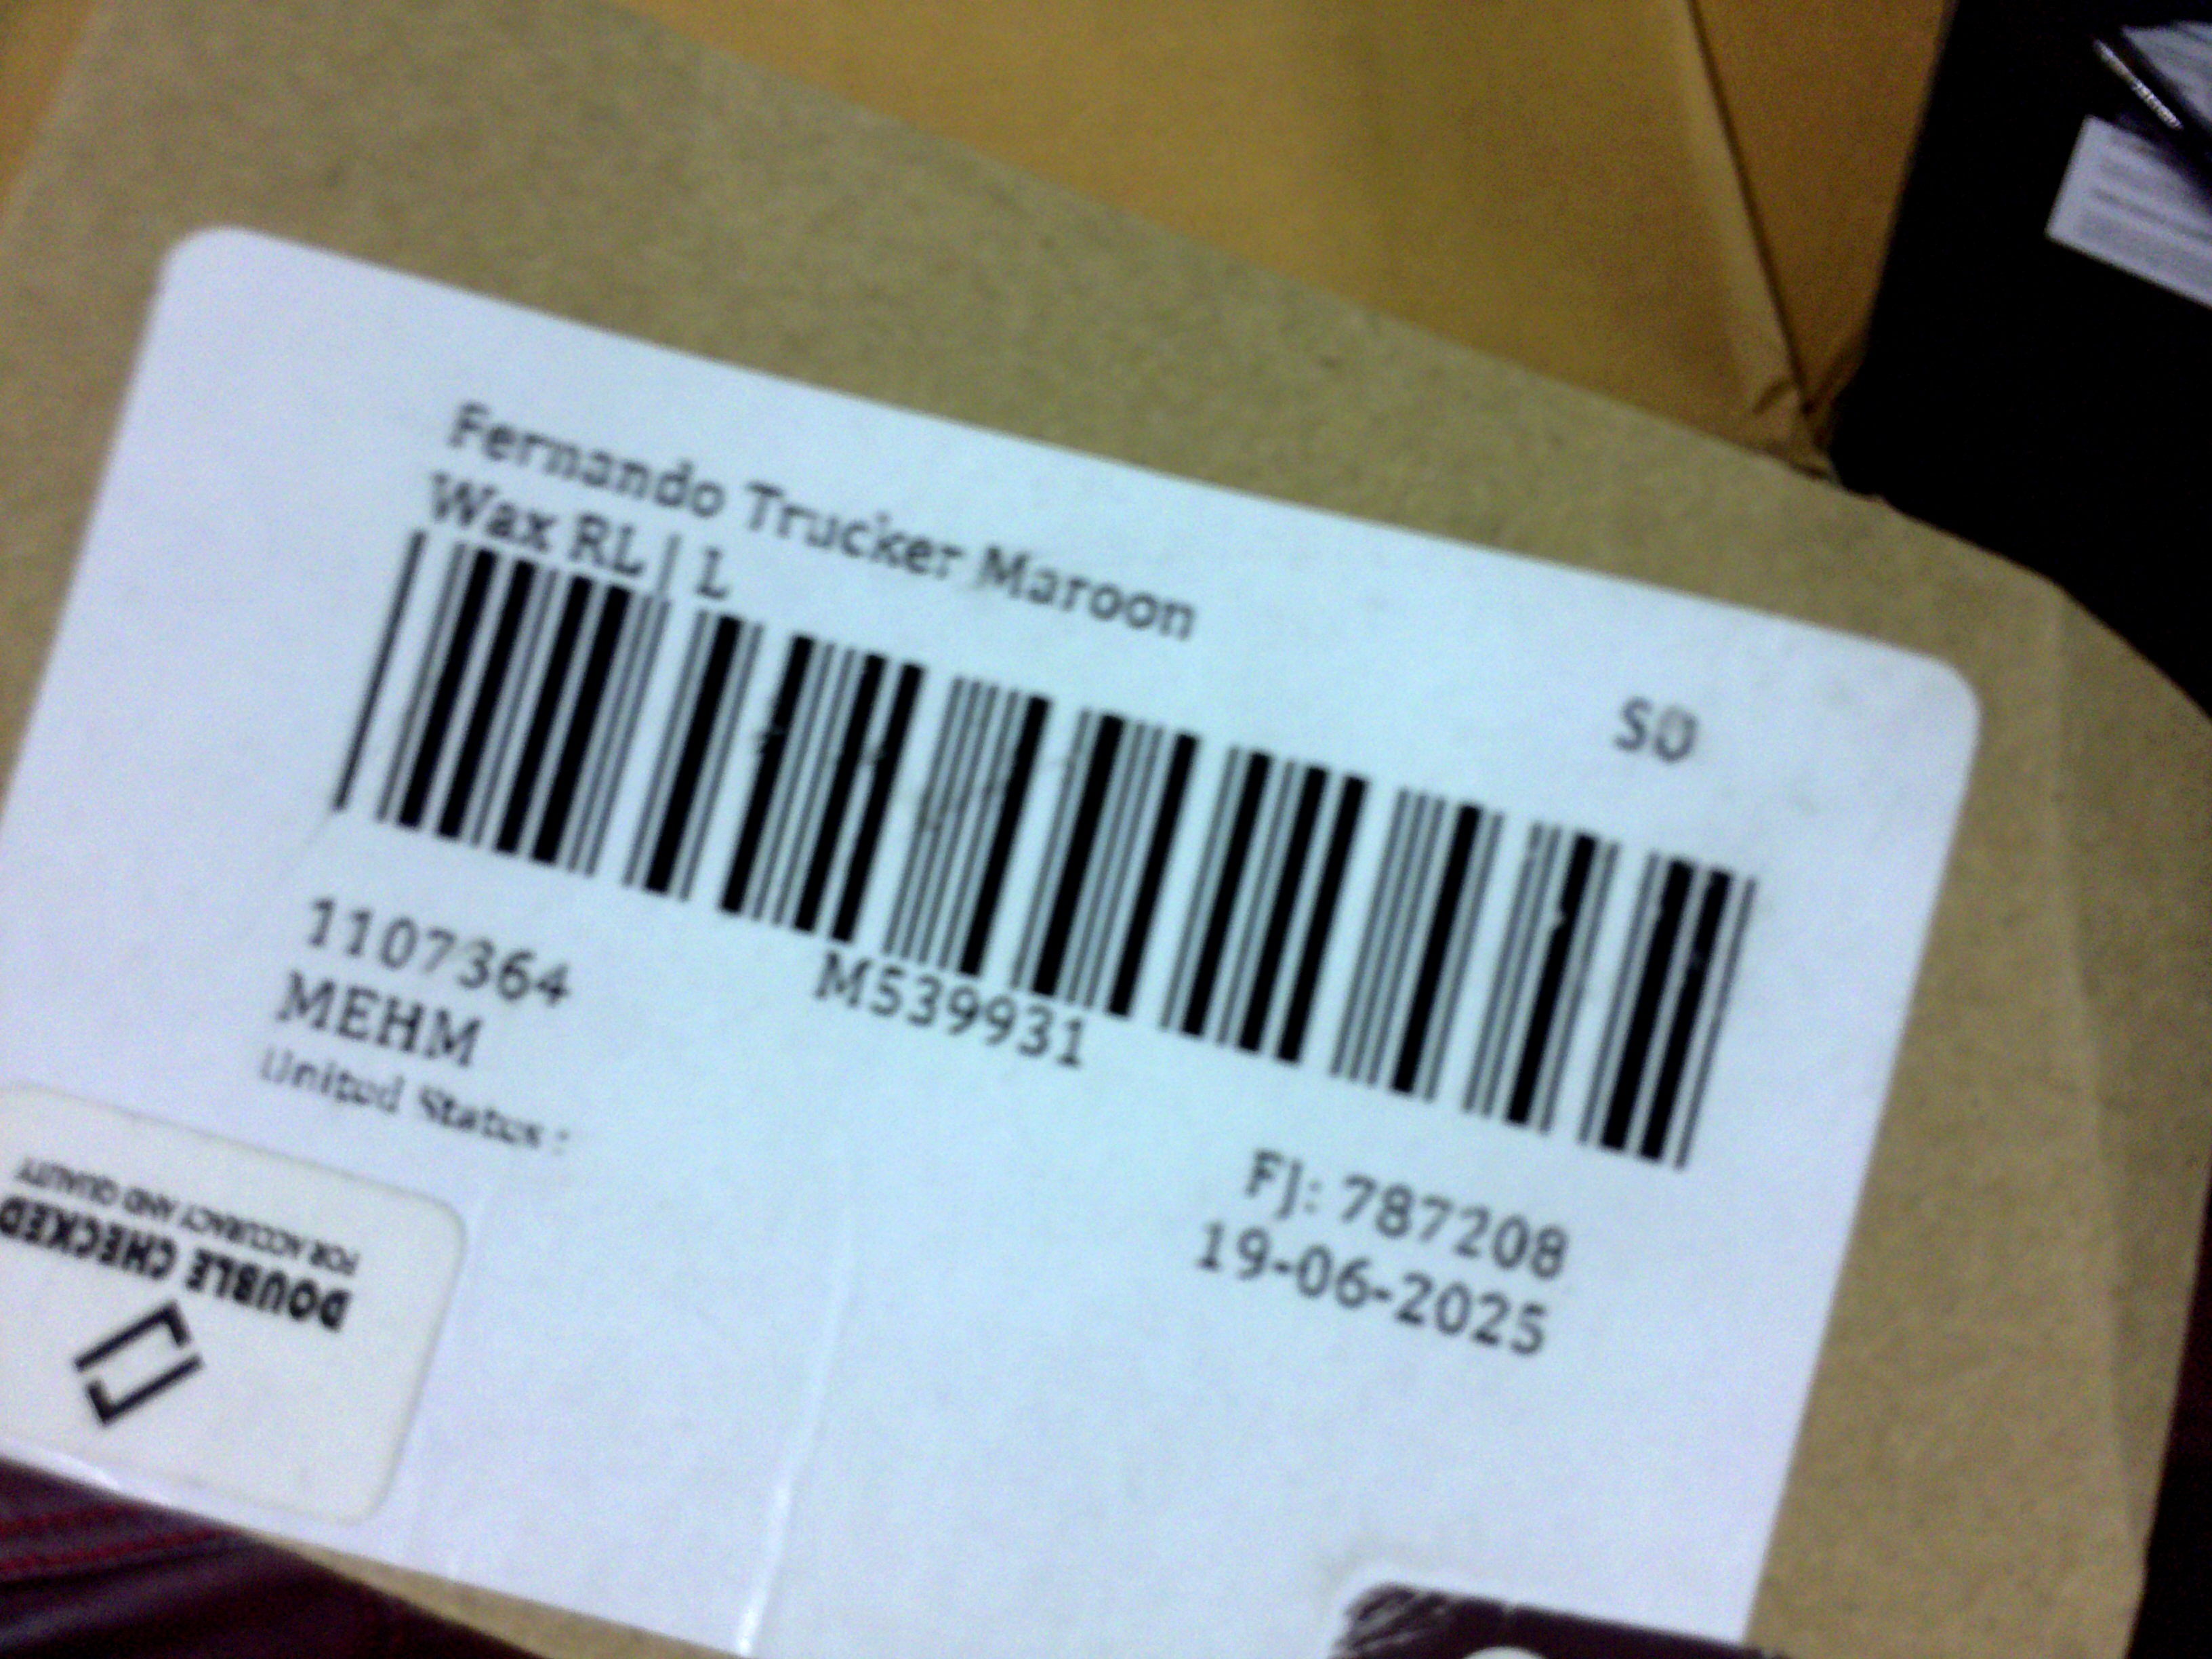 Fernando Trucker Maroon
Wax RL | L
SU
1107364
M539931
MEHM
United States :
FJ: 787208
19-06-2025
DOUBLE CHECKED
FOR ACCURACY AND QUALITY